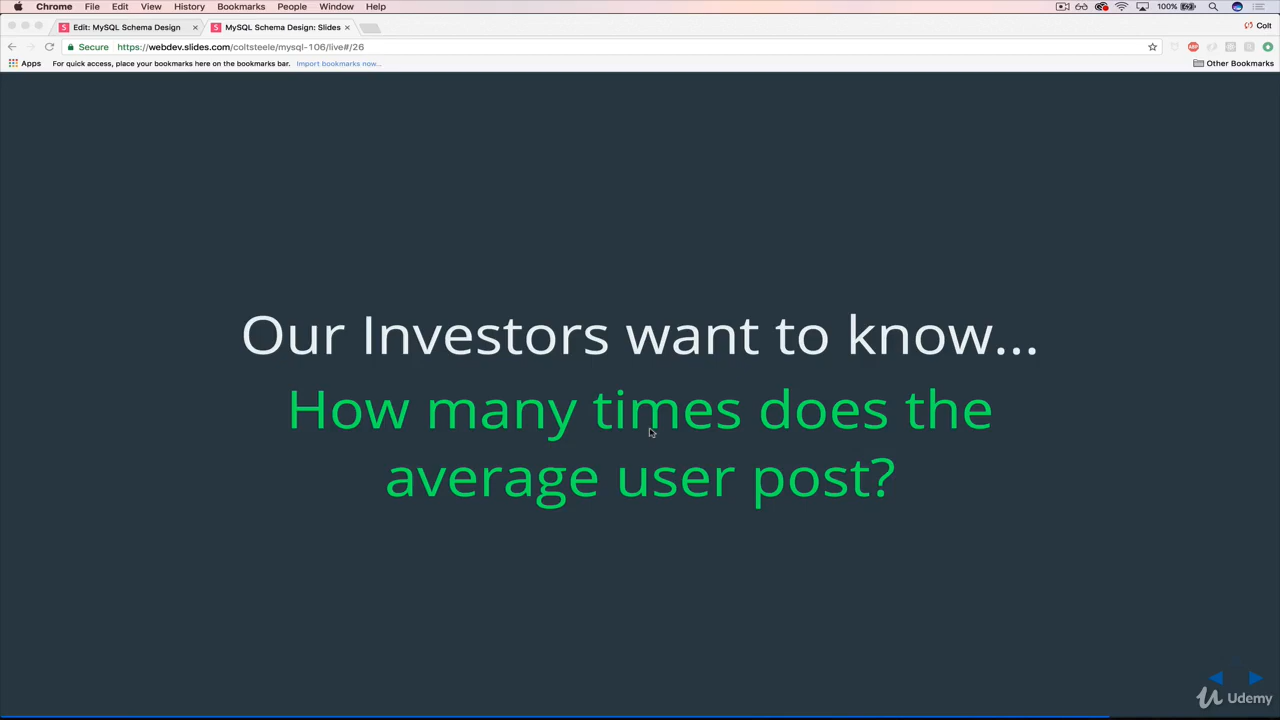 Chrome File Edit View History Bookmarks People Window Help 100%
Edit: MySQL Schema Design MySQL Schema Design: Slides Colt
Secure https://webdev.slides.com/coltsteele/mysql-106/live#/26
Apps For quick access, place your bookmarks here on the bookmarks bar. Import bookmarks now... Other Bookmarks
Our Investors want to know...
How many times does the
average user post?
Udemy